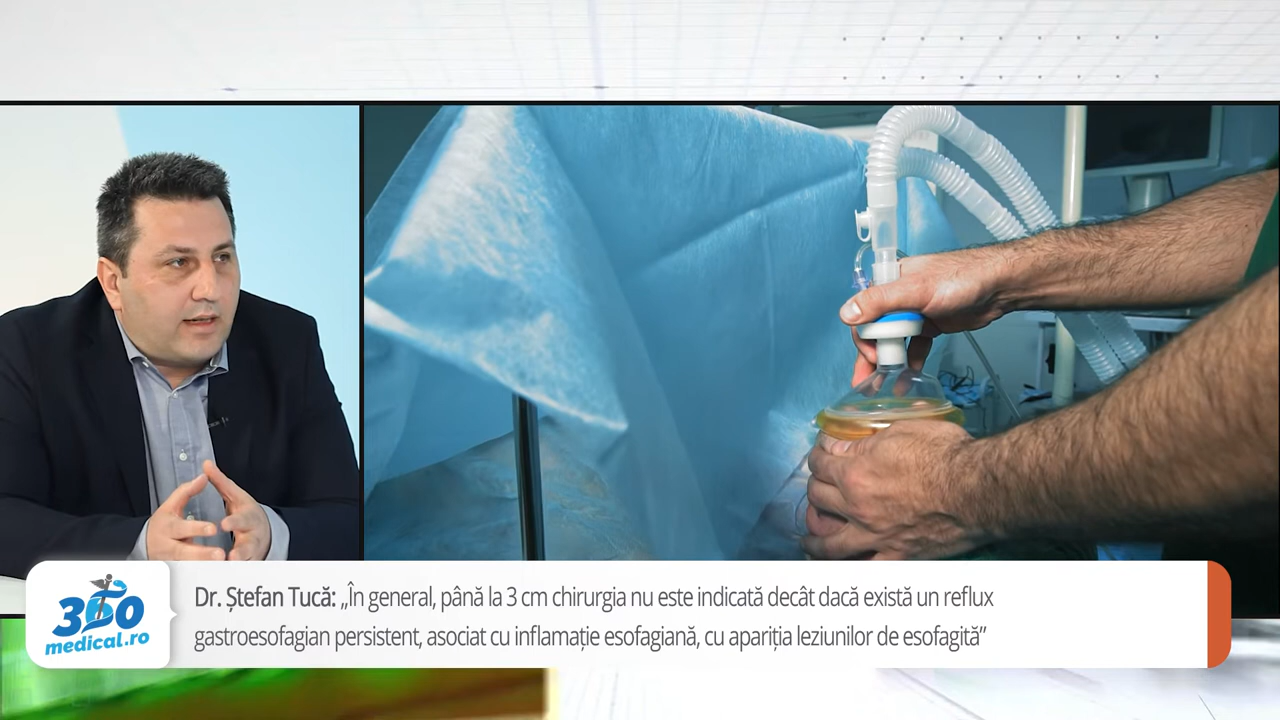 360
medical.ro
Dr. Ștefan Tucă: „În general, până la 3 cm chirurgia nu este indicată decât dacă există un reflux
gastroesofagian persistent, asociat cu inflamație esofagiană, cu apariția leziunilor de esofagită”